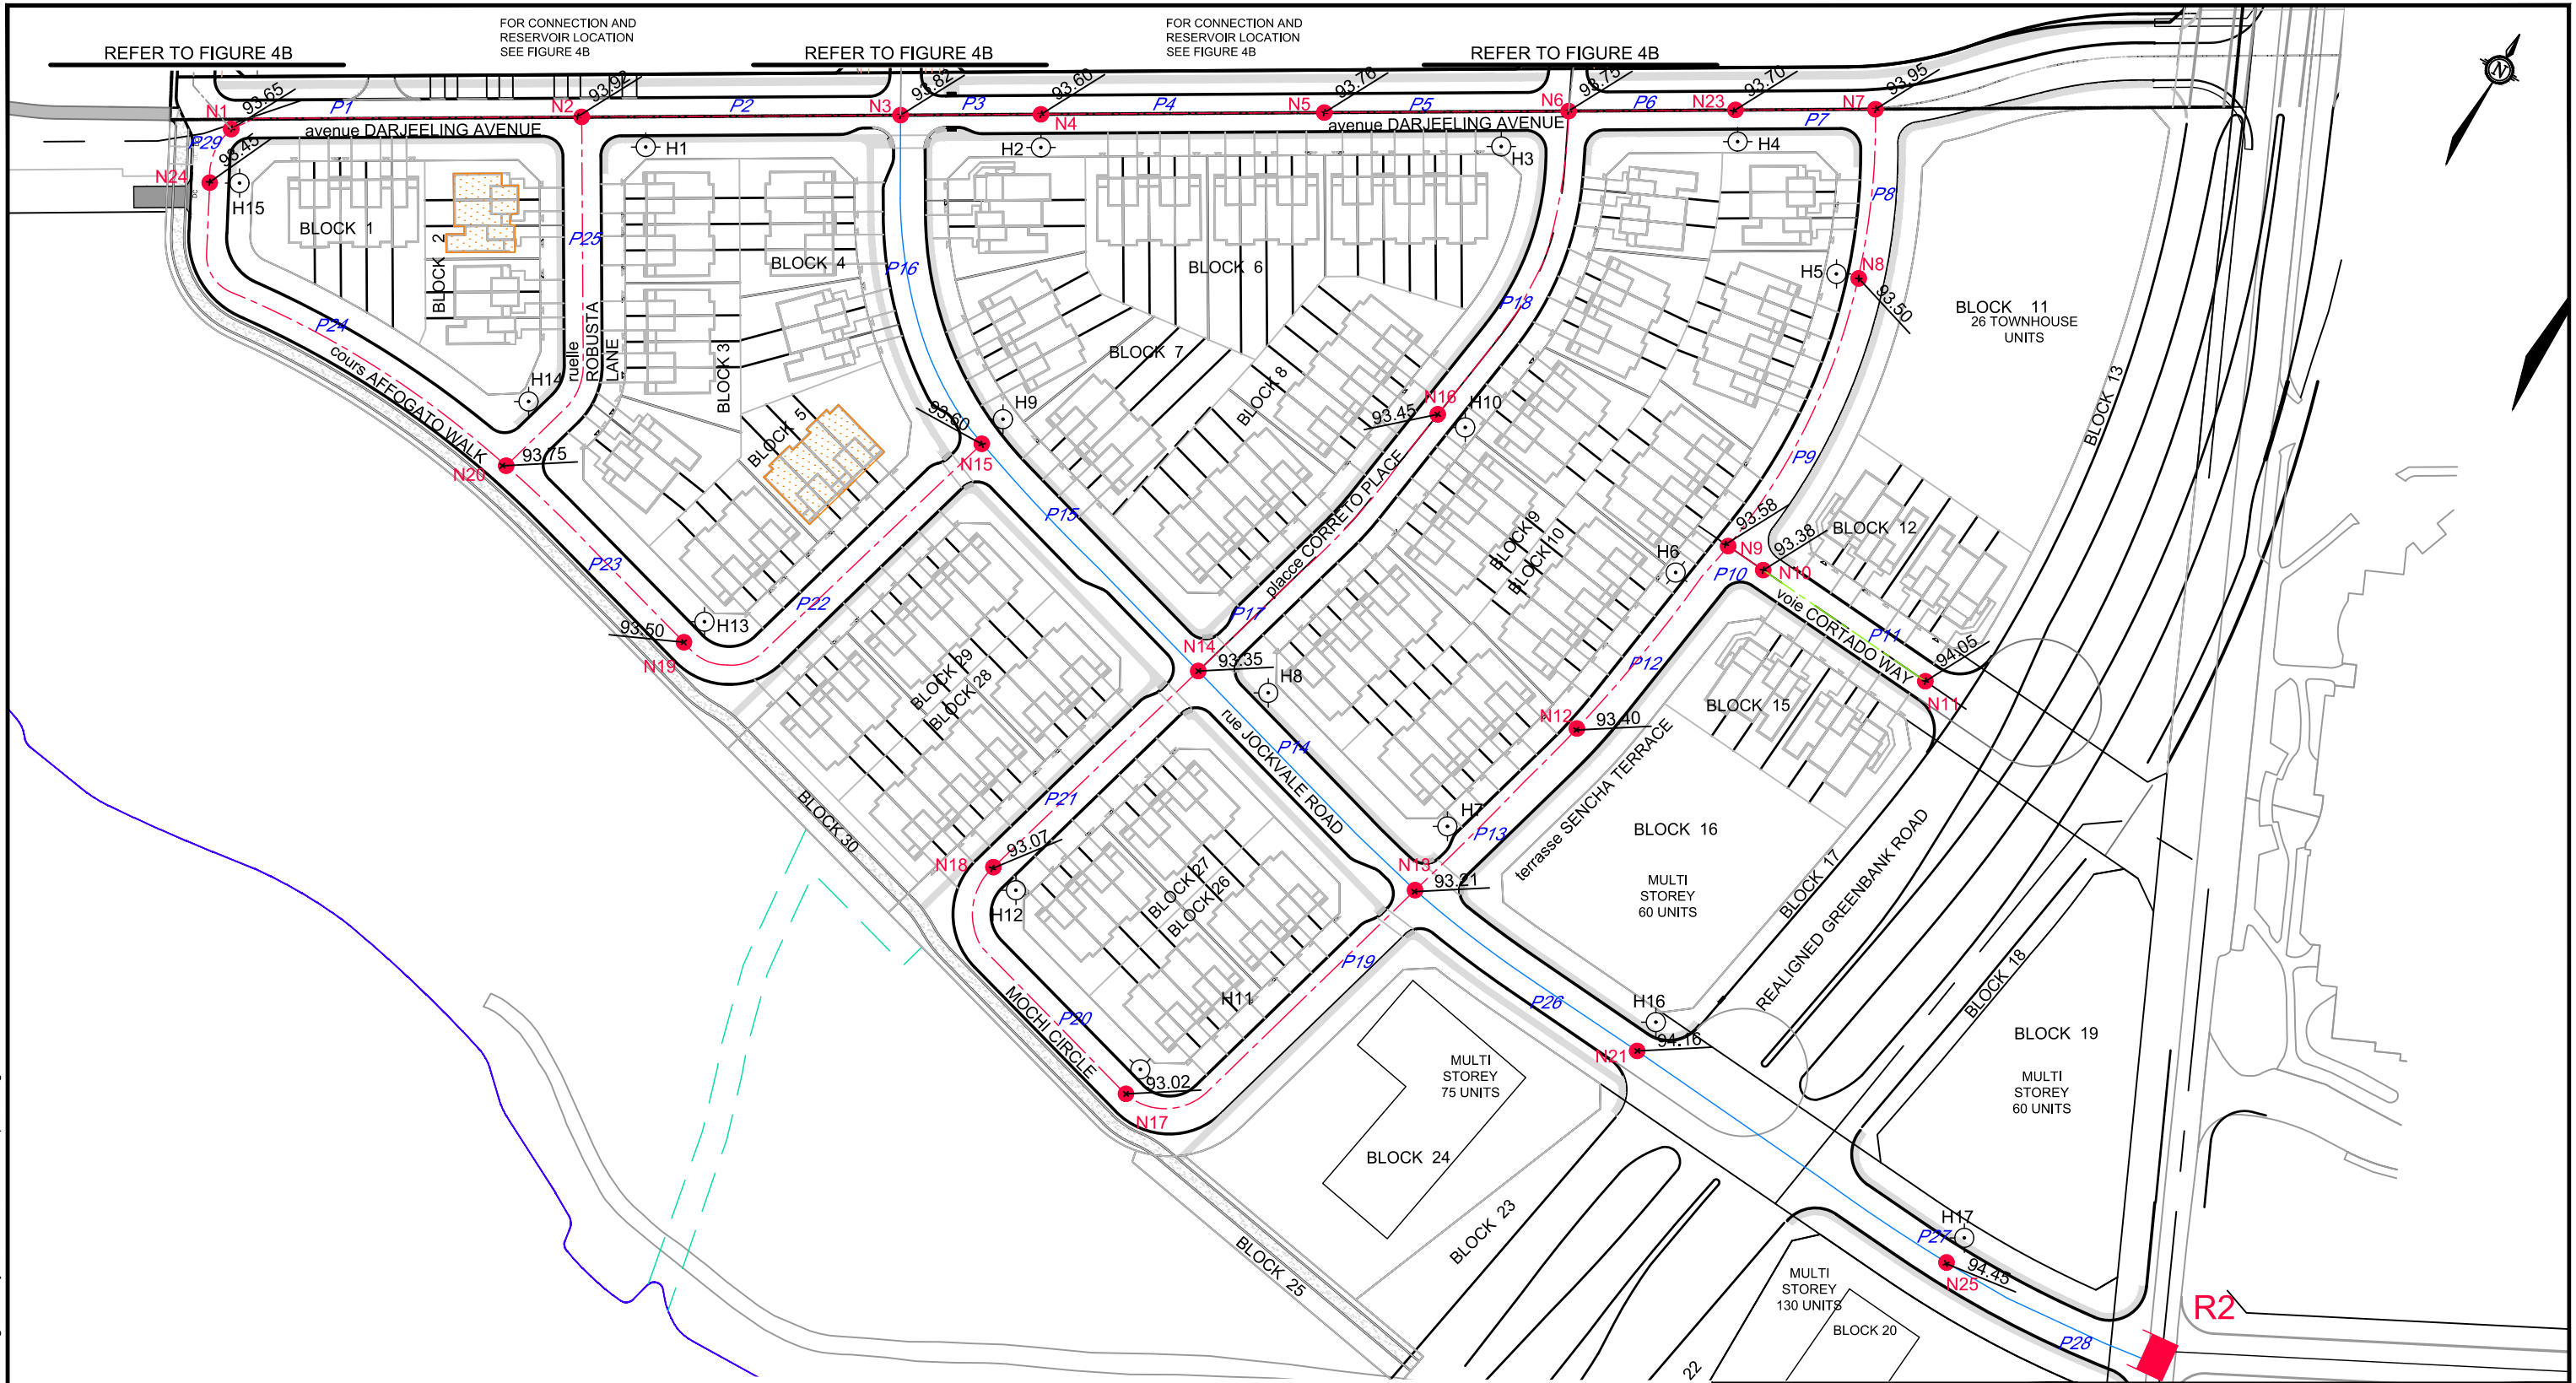 FOR CONNECTION AND
RESERVOIR LOCATION
SEE FIGURE 4B
FOR CONNECTION AND
RESERVOIR LOCATION
SEE FIGURE 4B
REFER TO FIGURE 4B
REFER TO FIGURE 4B
REFER TO FIGURE 4B
N
N1
93.65
P1
N2
93.92
P2
N3
93.82
P3
93.60
N4
P4
N5
93.76
P5
N6
93.75
P6
N23
93.70
N7
93.95
P7
avenue DARJEELING AVENUE
avenue DARJEELING AVENUE
P29
93.45
N24
H15
H1
H2
H3
H4
BLOCK 1
BLOCK 2
P25
BLOCK 4
P16
BLOCK 6
P18
P8
N8
H5
93.50
BLOCK 11
26 TOWNHOUSE
UNITS
P24
cours AFFOGATO WALK
ruelle
ROBUSTA
LANE
H14
BLOCK 3
BLOCK 5
BLOCK 7
BLOCK 8
93.60
H9
N15
N16
93.45
H10
BLOCK 13
P9
N20
93.75
P15
placce CORRETO PLACE
BLOCK 9
BLOCK 10
93.58
N9
93.38
N10
BLOCK 12
P23
P22
H13
93.50
N19
P17
H6
P10
voie CORTADO WAY
P11
94.05
N11
N14
93.35
H8
P12
BLOCK 15
BLOCK 29
BLOCK 28
rue JOCKVALE ROAD
P14
N12
93.40
terrasse SENCHA TERRACE
P21
BLOCK 30
H7
P13
BLOCK 16
MULTI
STOREY
60 UNITS
BLOCK 17
REALIGNED GREENBANK ROAD
N18
93.07
H12
BLOCK 27
BLOCK 26
N13
93.21
P19
H11
MOCHI CIRCLE
P20
93.02
N17
P26
H16
94.16
N21
BLOCK 18
BLOCK 19
MULTI
STOREY
60 UNITS
MULTI
STOREY
75 UNITS
BLOCK 24
BLOCK 23
BLOCK 25
H17
P27
94.45
N25
MULTI
STOREY
130 UNITS
BLOCK 20
22
P28
R2